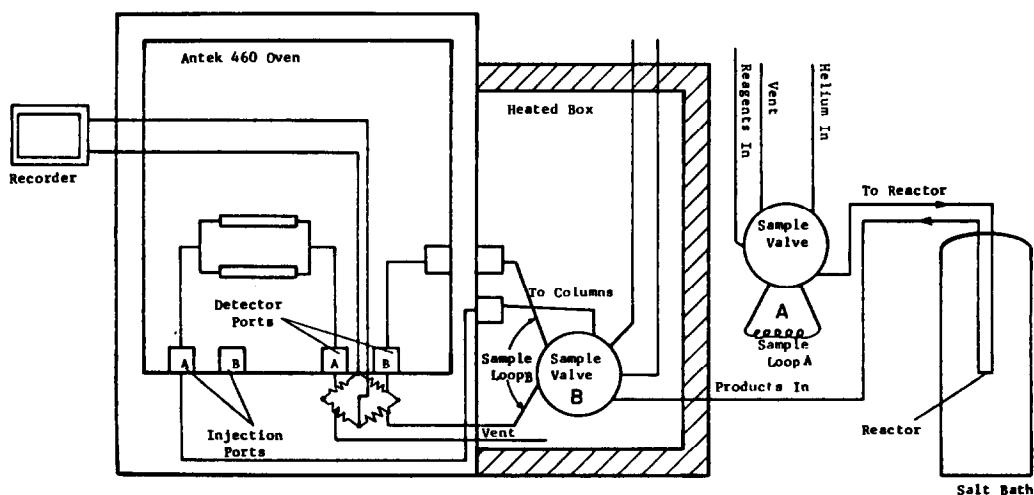 Antek 460 Oven
Recorder
Detector
Ports
A
B
A
B
Injection
Ports
Heated Box
To Columns
Sample
Loop B
Sample
Valve
B
Vent
Products In
Reagents In
Vent
Helium In
Sample
Valve
A
Sample
Loop A
To Reactor
Reactor
Salt Bath